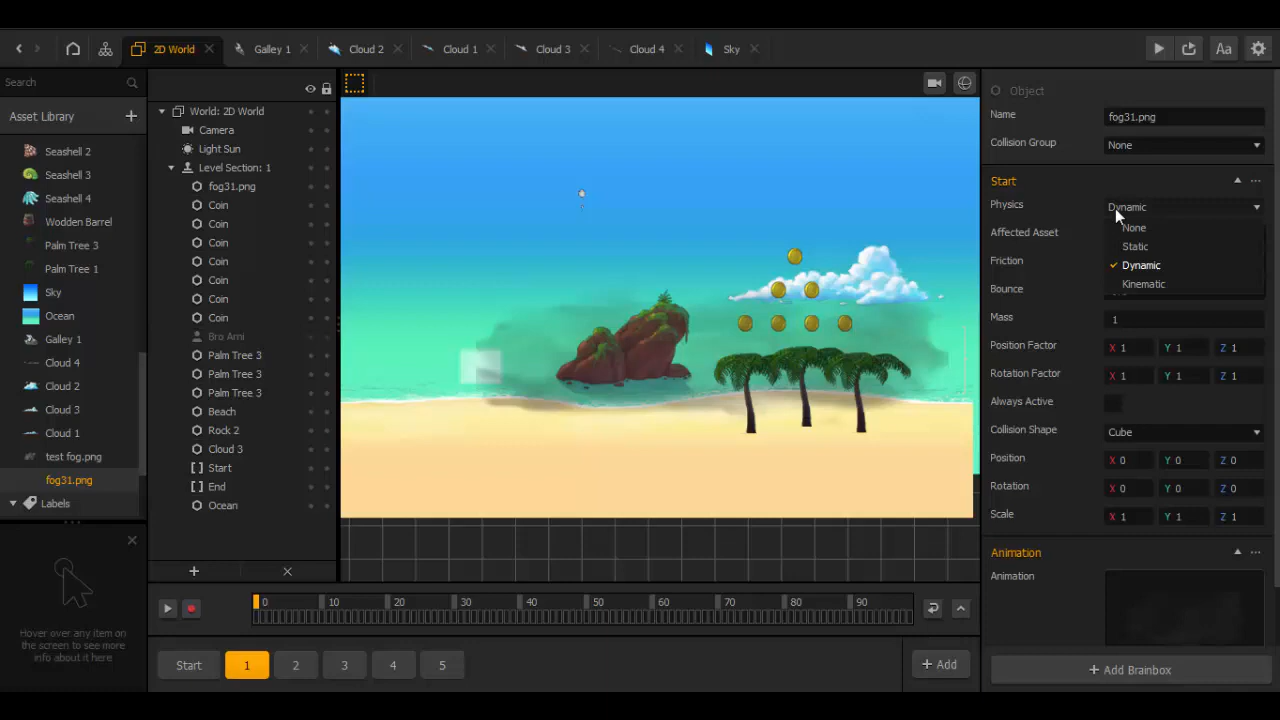 2D World
Galley 1
Cloud 2
Cloud 1
Cloud 3
Cloud 4
Sky
Aa
Search
Asset Library
Seashell 2
Seashell 3
Seashell 4
Wodden Barrel
Palm Tree 3
Palm Tree 1
Sky
Ocean
Galley 1
Cloud 4
Cloud 2
Cloud 3
Cloud 1
test fog.png
fog31.png
Labels
Hover over any item on
the screen to see more
info about it here
World: 2D World
Camera
Light Sun
Level Section: 1
fog31.png
Coin
Coin
Coin
Coin
Coin
Coin
Coin
Bro Arni
Palm Tree 3
Palm Tree 3
Palm Tree 3
Beach
Rock 2
Cloud 3
Start
End
Ocean
0 10 20 30 40 50 60 70 80 90
Start 1 2 3 4 5
+ Add
Object
Name fog31.png
Collision Group None
Start
Physics Dynamic
None
Affected Asset
Static
Friction
Dynamic
Bounce
Kinematic
Mass 1
Position Factor X 1 Y 1 Z 1
Rotation Factor X 1 Y 1 Z 1
Always Active
Collision Shape Cube
Position X 0 Y 0 Z 0
Rotation X 0 Y 0 Z 0
Scale X 1 Y 1 Z 1
Animation
Animation
+ Add Brainbox